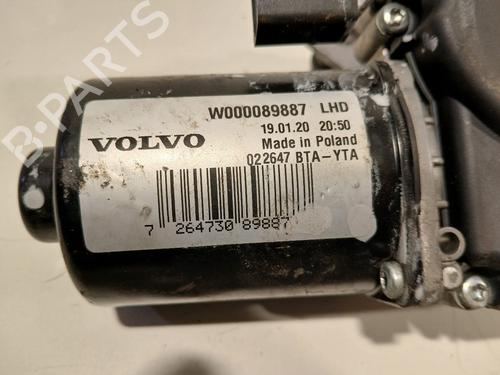 B-PARTS
W000089887 LHD
19.01.20 20:50
VOLVO
Made in Poland
022647 BTA-YTA
7 264730 89887